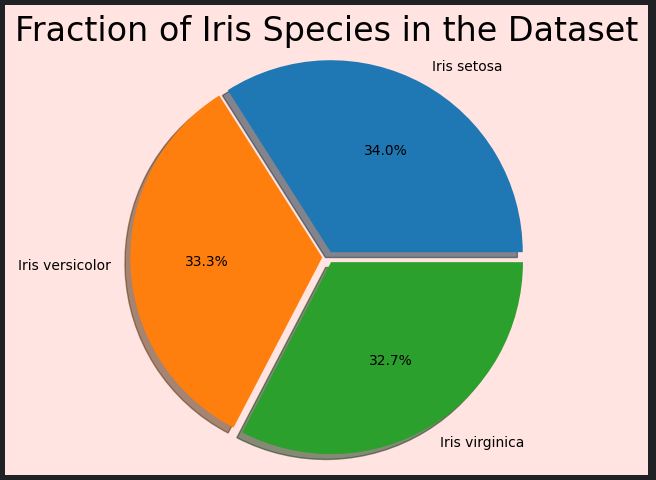 Fraction of Iris Species in the Dataset
Iris setosa
34.0%
Iris versicolor
33.3%
32.7%
Iris virginica